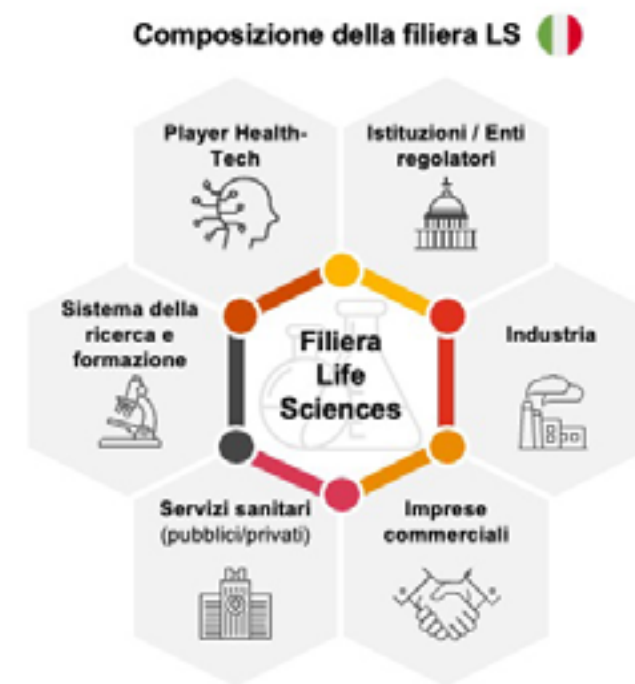 Composizione della filiera LS
Player Health-
Tech
Istituzioni / Enti
regolatori
Sistema della
ricerca e
formazione
Filiera
Life
Sciences
Industria
Servizi sanitari
(pubblici/privati)
Imprese
commerciali